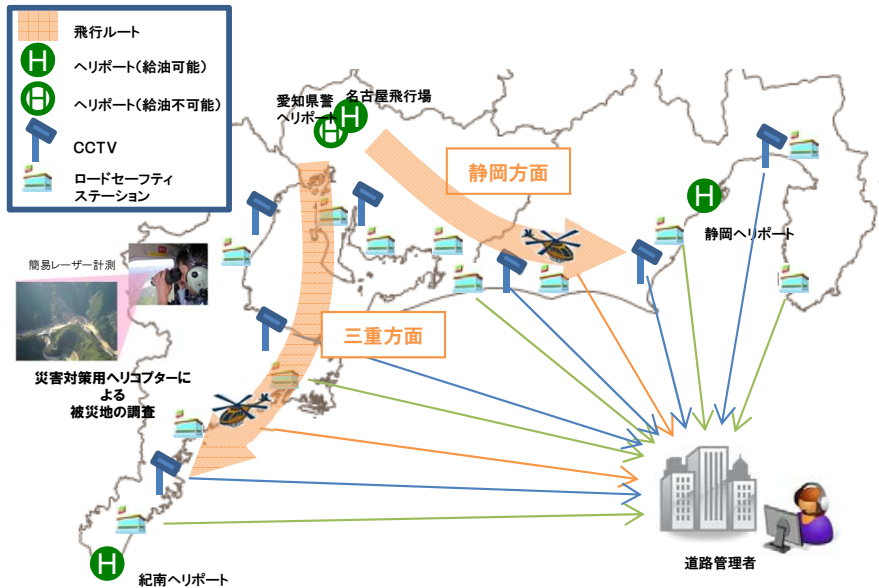 飛行ルート
H
ヘリポート(給油可能)
H
ヘリポート(給油不可能)
CCTV
ロードセーフティ
ステーション
愛知県警
ヘリポート
名古屋飛行場
H
H
静岡方面
H
静岡ヘリポート
簡易レーザー計測
三重方面
災害対策用ヘリコプターに
よる
被災地の調査
道路管理者
H
紀南ヘリポート